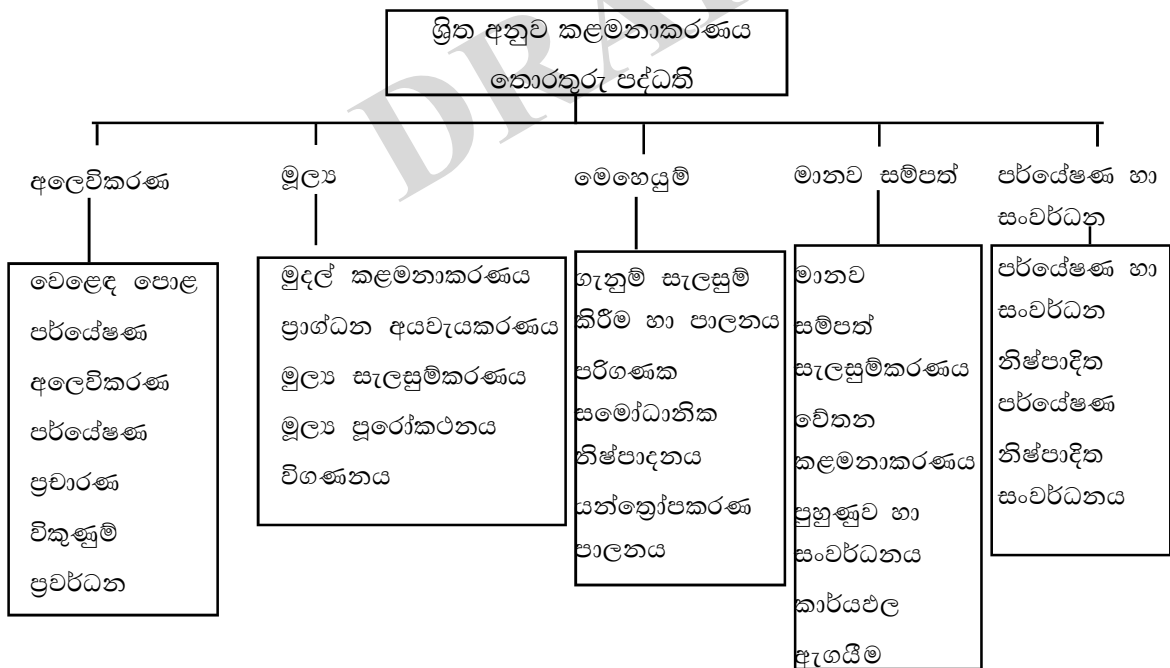 ශ්‍රිත අනුව කළමනාකරණය
තොරතුරු පද්ධති
DRA
අලෙවිකරණ
මූල්‍ය
මෙහෙයුම්
මානව සම්පත්
පර්යේෂණ හා
සංවර්ධන
වෙළෙඳ පොළ
පර්යේෂණ
අලෙවිකරණ
පර්යේෂණ
ප්‍රචාරණ
විකුණුම්
ප්‍රවර්ධන
මුදල් කළමනාකරණය
ප්‍රාග්ධන අයවැයකරණය
මූල්‍ය සැලසුම්කරණය
මූල්‍ය පූරෝකථනය
විගණනය
ගැනුම් සැලසුම්
කිරීම හා පාලනය
පරිගණක
සමෝධානික
නිෂ්පාදනය
යන්ත්‍රෝපකරණ
පාලනය
මානව
සම්පත්
සැලසුම්කරණය
වේතන
කළමනාකරණය
පුහුණුව හා
සංවර්ධනය
කාර්යඵල
ඇගයීම
පර්යේෂණ හා
සංවර්ධන
නිෂ්පාදිත
පර්යේෂණ
නිෂ්පාදිත
සංවර්ධනය